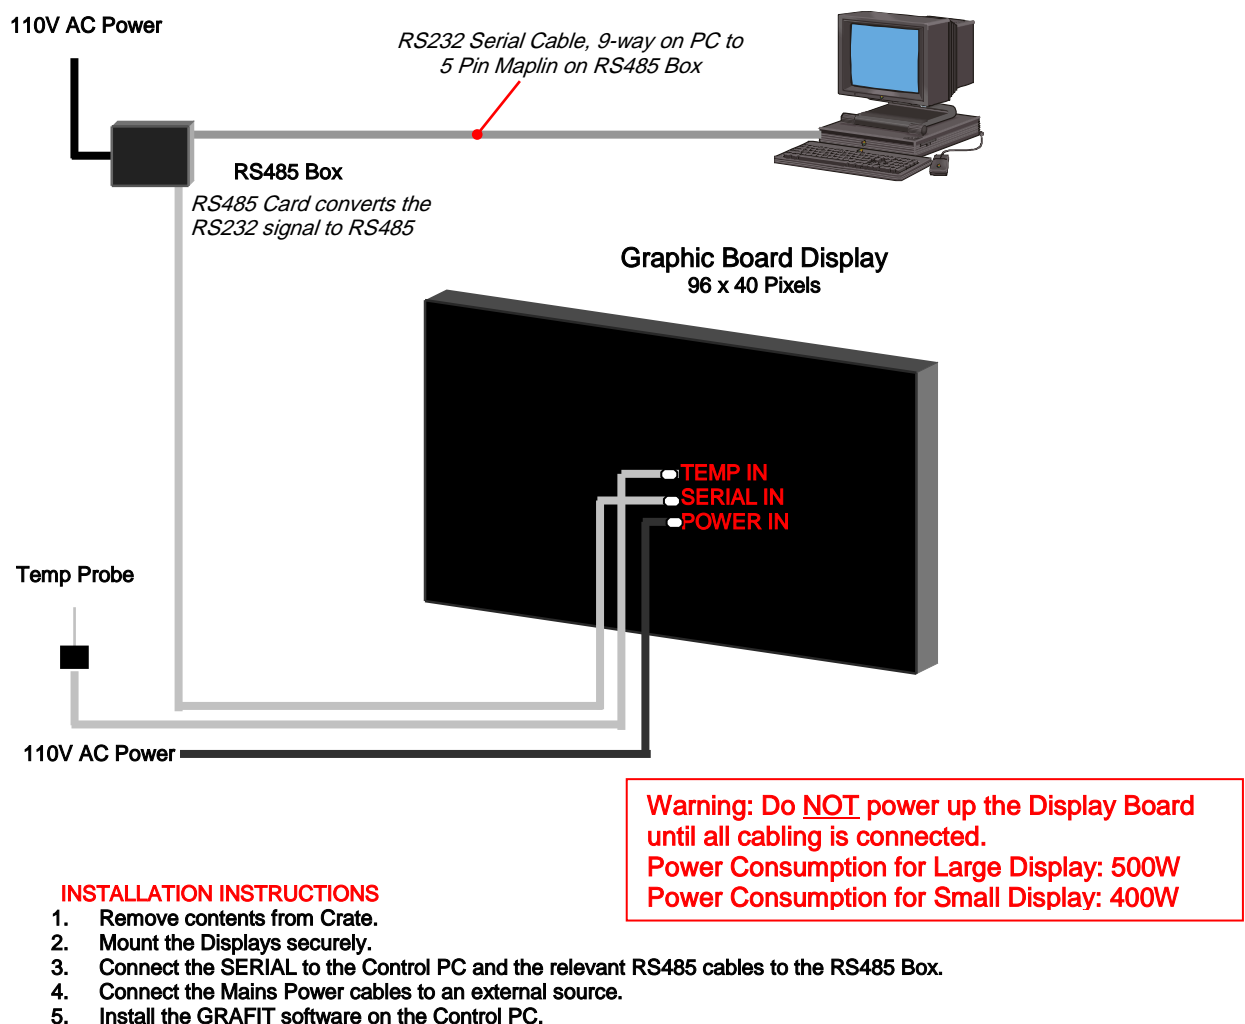 110V AC Power
RS232 Serial Cable, 9-way on PC to
5 Pin Maplin on RS485 Box
RS485 Box
RS485 Card converts the
RS232 signal to RS485
Graphic Board Display
96 x 40 Pixels
TEMP IN
SERIAL IN
POWER IN
Temp Probe
110V AC Power
Warning: Do NOT power up the Display Board
until all cabling is connected.
Power Consumption for Large Display: 500W
Power Consumption for Small Display: 400W
INSTALLATION INSTRUCTIONS
1. Remove contents from Crate.
2. Mount the Displays securely.
3. Connect the SERIAL to the Control PC and the relevant RS485 cables to the RS485 Box.
4. Connect the Mains Power cables to an external source.
5. Install the GRAFIT software on the Control PC.